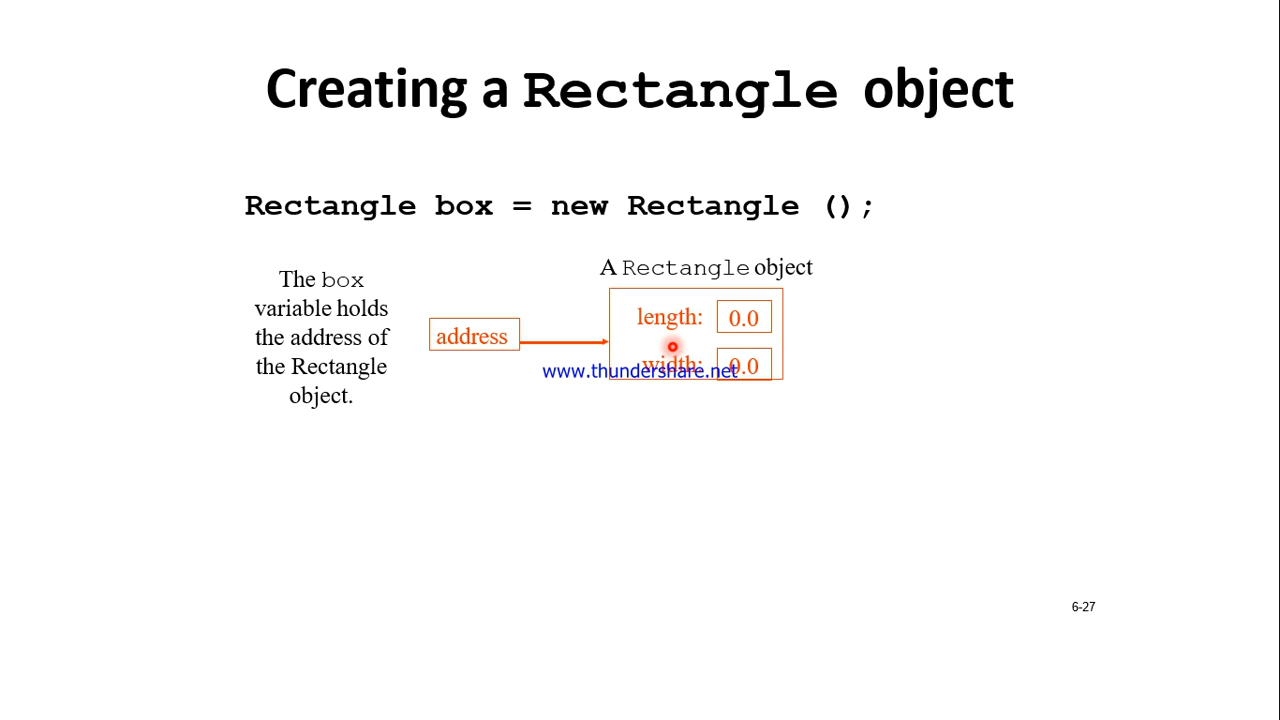 Creating a Rectangle object
Rectangle box = new Rectangle ();
The box
variable holds
the address of
the Rectangle
object.
address
A Rectangle object
length: 0.0
width: 0.0
www.thundershare.net
6-27